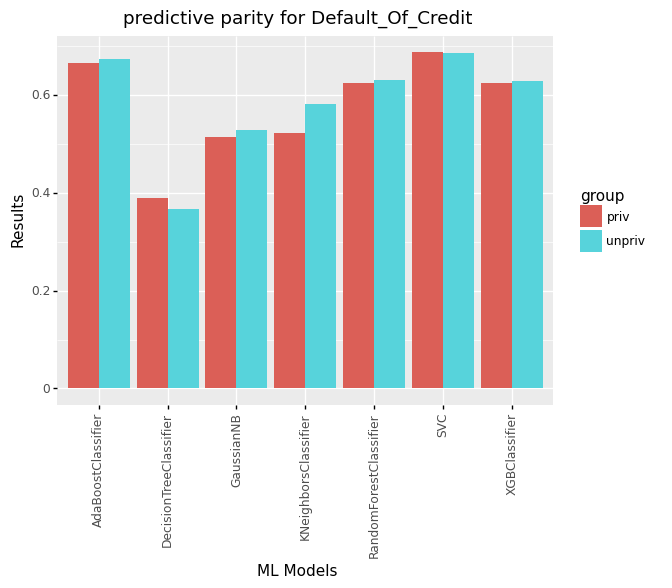 predictive parity for Default_Of_Credit
Results
0.6
0.4
0.2
0
AdaBoostClassifier
DecisionTreeClassifier
GaussianNB
KNeighborsClassifier
RandomForestClassifier
SVC
XGBClassifier
ML Models
group
priv
unpriv